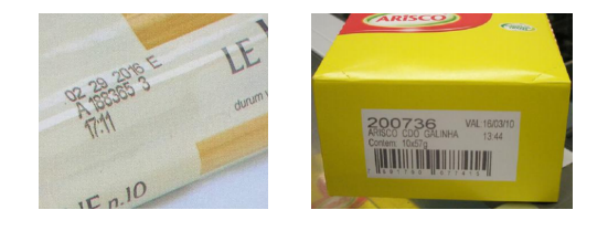 02 29 2016 E
A 188365 3
17:11
LE
durum
n.10
ARISCO
200736 VAL:16/03/10
ARISCO CDO GALINHA 13:44
Contem: 10x57g